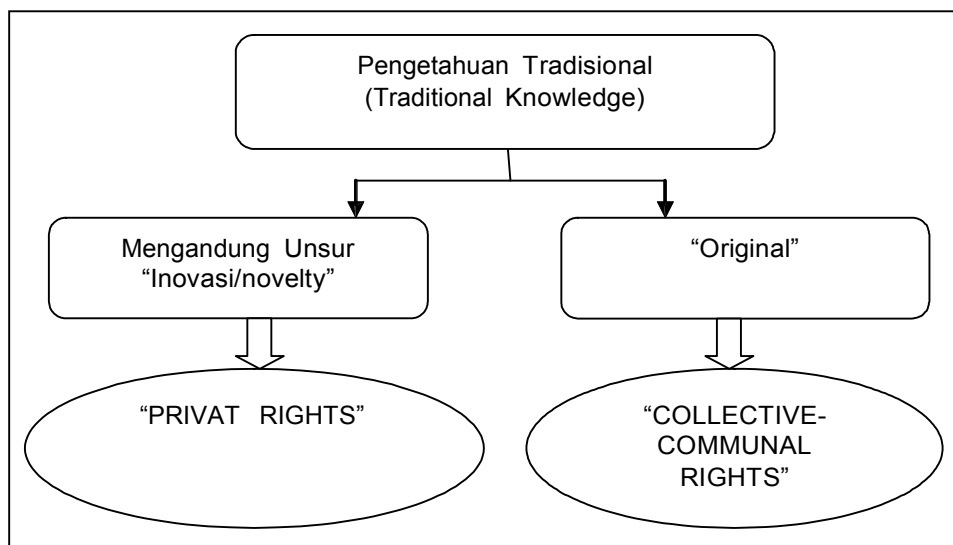 Pengetahuan Tradisional
(Traditional Knowledge)
Mengandung Unsur
“Inovasi/novelty”
“Original”
“PRIVAT RIGHTS”
“COLLECTIVE-
COMMUNAL
RIGHTS”